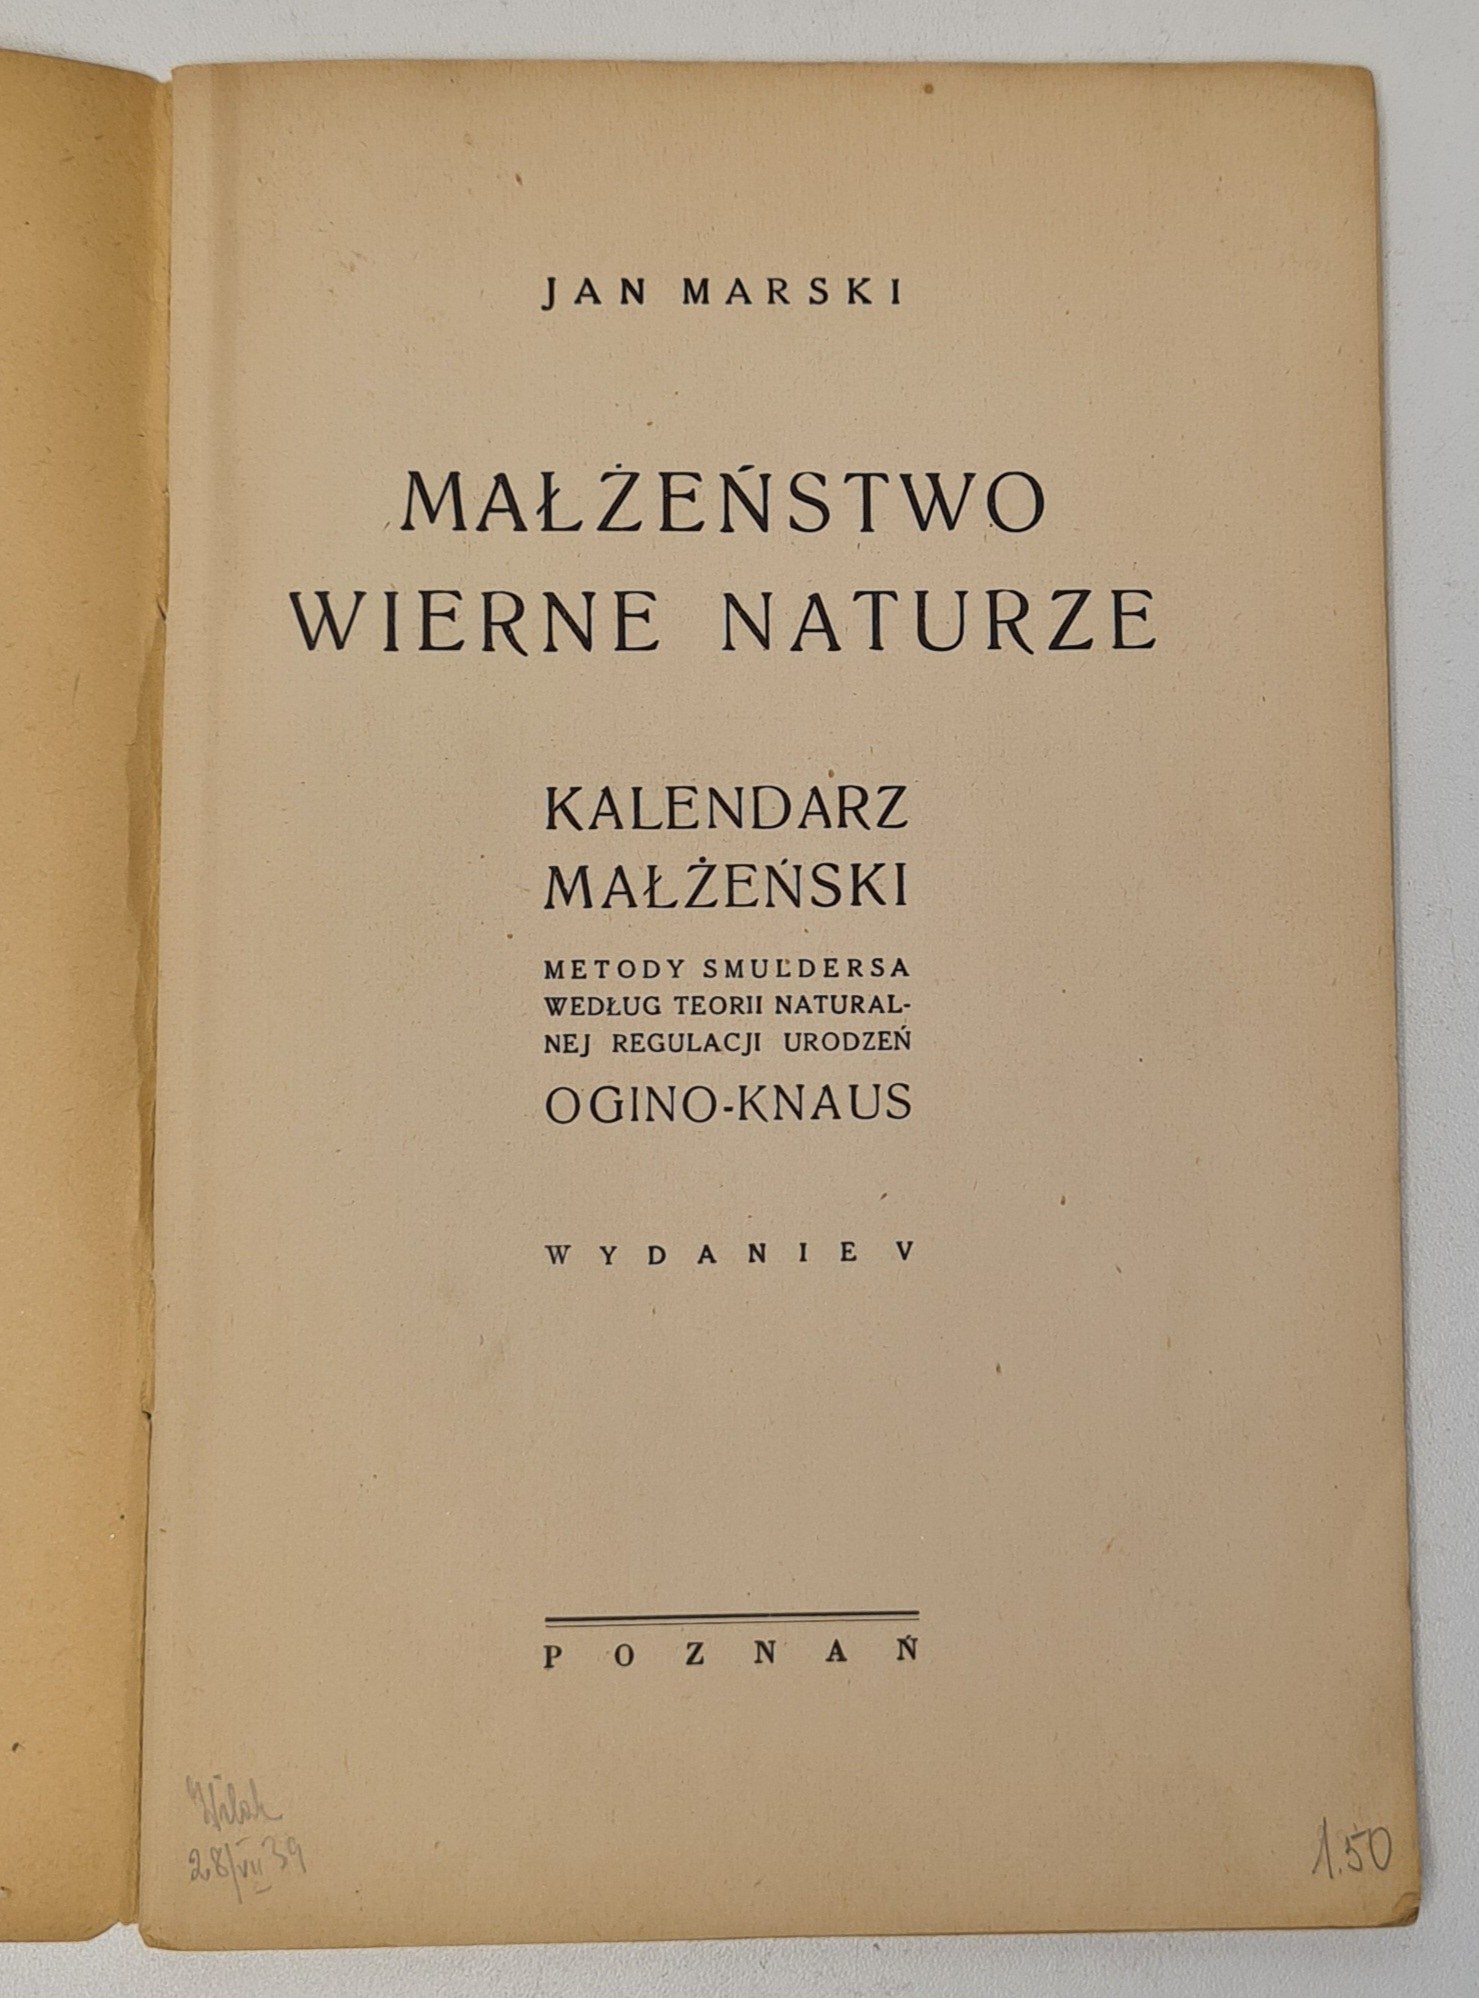 JAN MARSKI
MAŁŻEŃSTWO
WIERNE NATURZE
KALENDARZ
MAŁŻEŃSKI
METODY SMULDERSA
WEDŁUG TEORII NATURAL-
NEJ REGULACJI URODZEŃ
OGINO-KNAUS
WYDANIE V
POZNAŃ
28/VII 39
1.50